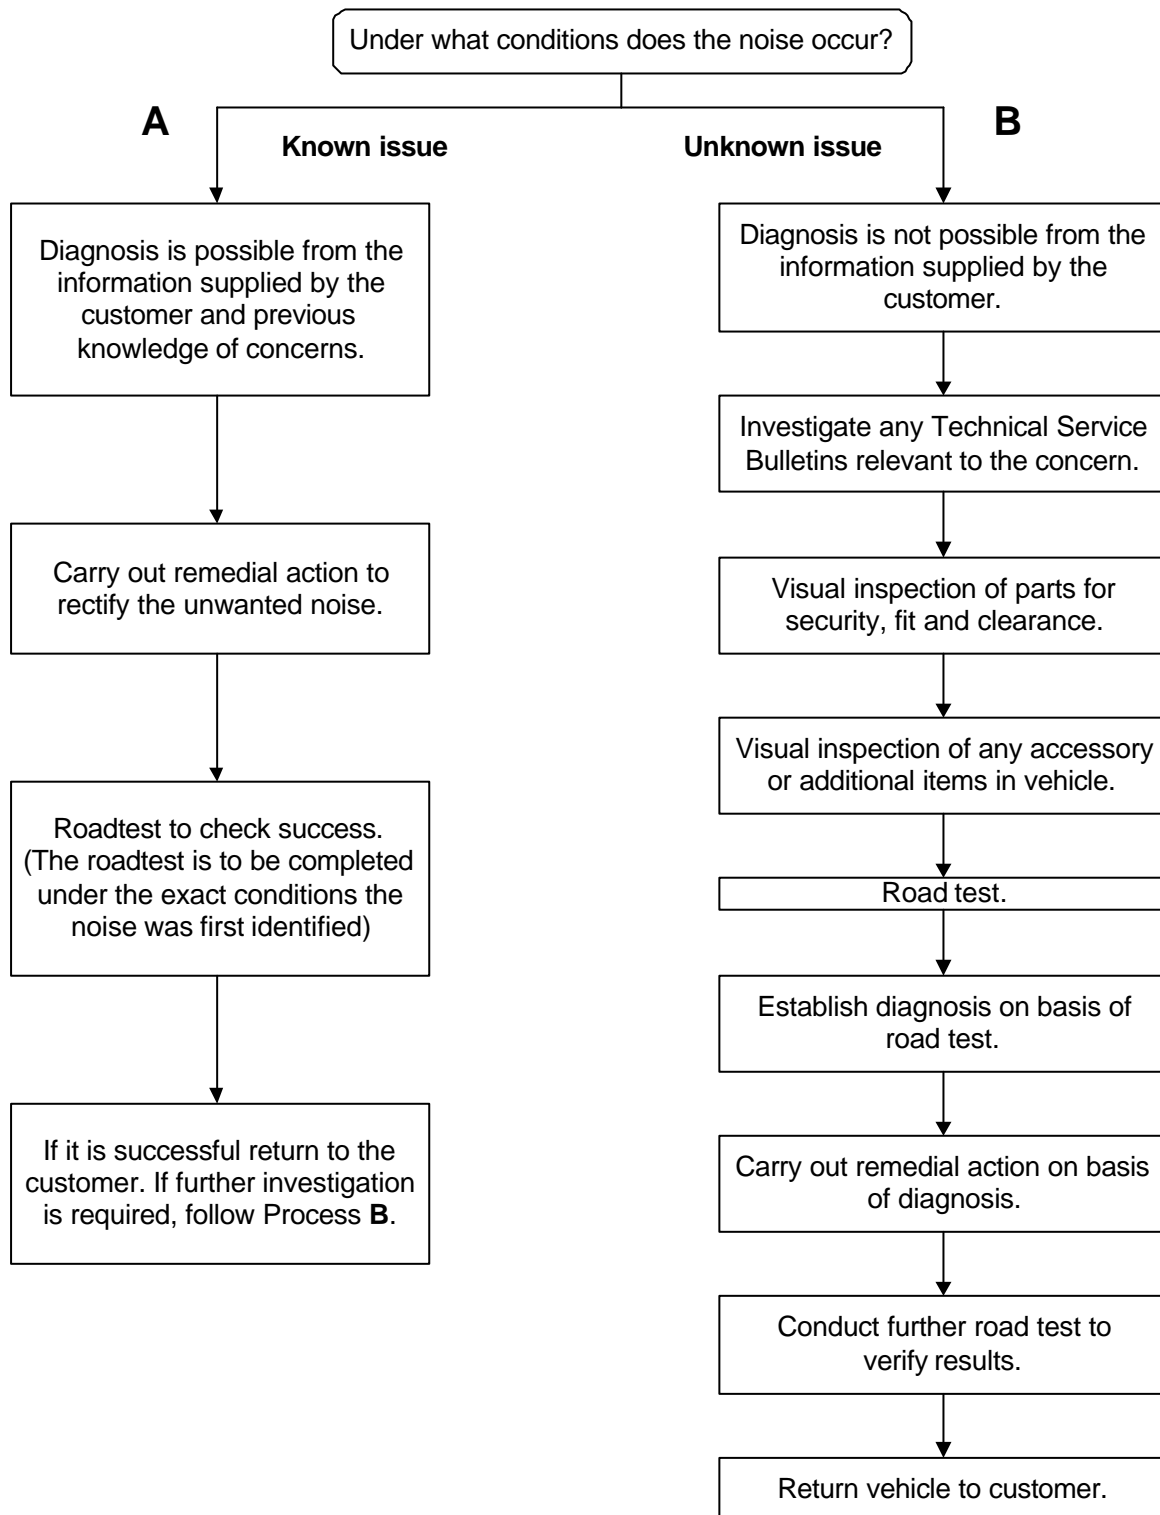 Under what conditions does the noise occur?
A
Known issue
Diagnosis is possible from the
information supplied by the
customer and previous
knowledge of concerns.
Carry out remedial action to
rectify the unwanted noise.
Roadtest to check success.
(The roadtest is to be completed
under the exact conditions the
noise was first identified)
If it is successful return to the
customer. If further investigation
is required, follow Process B.
B
Unknown issue
Diagnosis is not possible from the
information supplied by the
customer.
Investigate any Technical Service
Bulletins relevant to the concern.
Visual inspection of parts for
security, fit and clearance.
Visual inspection of any accessory
or additional items in vehicle.
Road test.
Establish diagnosis on basis of
road test.
Carry out remedial action on basis
of diagnosis.
Conduct further road test to
verify results.
Return vehicle to customer.